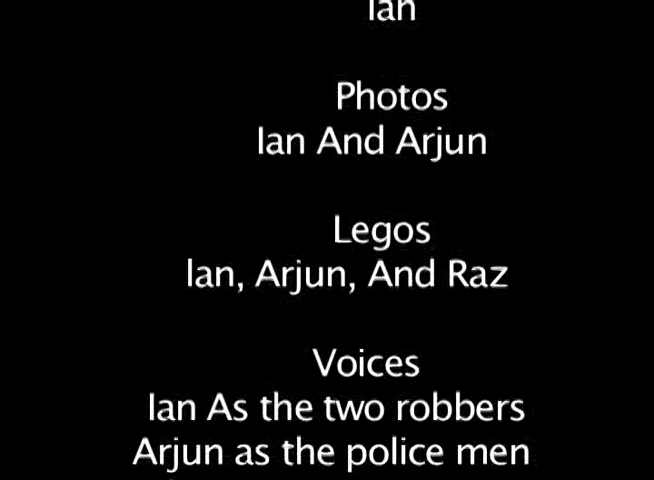 Ian
Photos
Ian And Arjun
Legos
Ian, Arjun, And Raz
Voices
Ian As the two robbers
Arjun as the police men